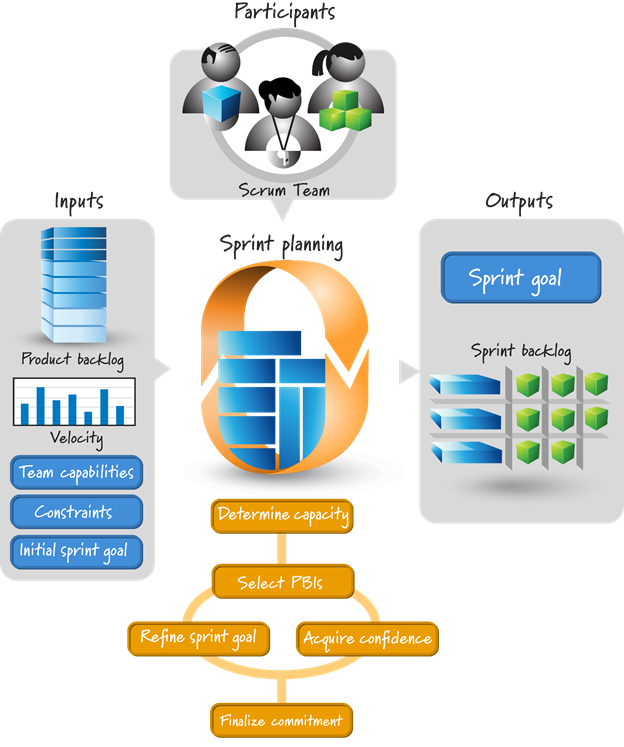 Participants
Scrum Team
Inputs
Product backlog
Velocity
Team capabilities
Constraints
Initial sprint goal
Sprint planning
Determine capacity
Select PBIs
Refine sprint goal
Acquire confidence
Finalize commitment
Outputs
Sprint goal
Sprint backlog